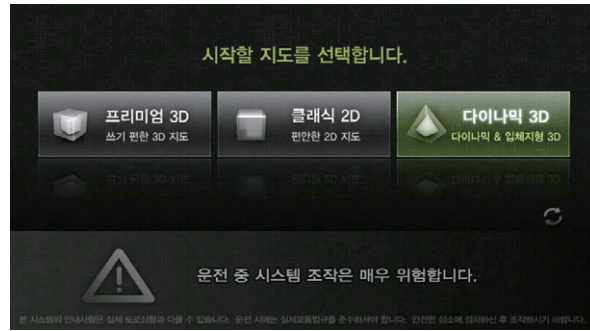 시작할 지도를 선택합니다.
프리미엄 3D
쓰기 편한 3D 지도
클래식 2D
편안한 2D 지도
다이나믹 3D
다이나믹 & 입체지형 3D
운전 중 시스템 조작은 매우 위험합니다.
본 시스템의 안내사항은 실제 도로상황과 다를 수 있습니다. 운전 시에는 실제교통법규를 준수하셔야 합니다. 안전한 장소에 정차하신 후 조작하시기 바랍니다.